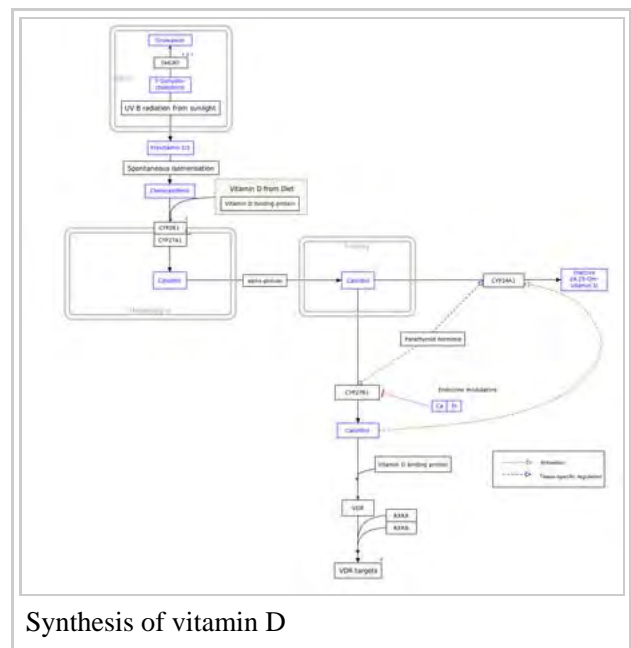 Cholesterol
DHCR7
7-Dehydro-
cholesterol
UV B radiation from sunlight
Previtamin D3
Spontaneous isomerisation
Cholecalciferol
Vitamin D from Diet
Vitamin D binding protein
CYP2R1
CYP27A1
Calcidiol
alpha-globulin
Calcidiol
CYP24A1
Inactive
24,25-OH-
Vitamin D
Parathyroid hormone
CYP27B1
Endocrine modulators
Ca
Pi
Calcitriol
Vitamin D binding protein
Activation
Tissue-specific regulation
VDR
RXRA
RXRB
VDR targets
Synthesis of vitamin D